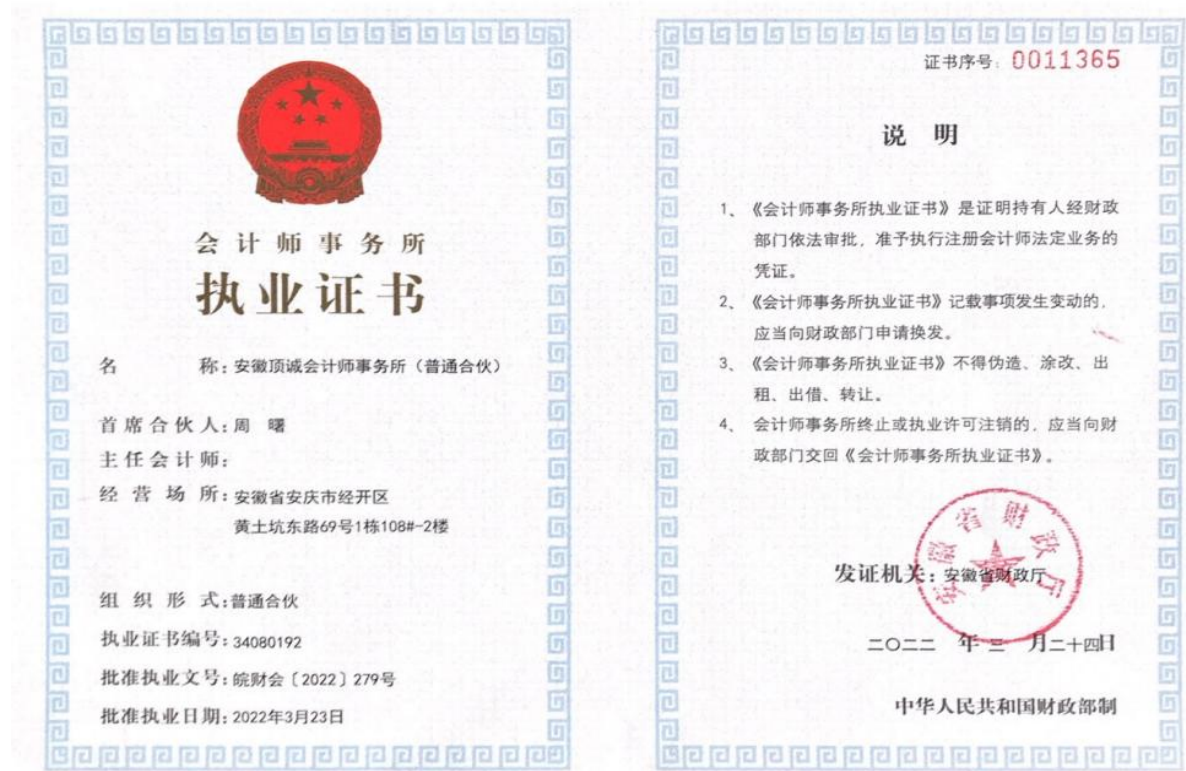 会计师事务所
执业证书
名 称：安徽顶诚会计师事务所（普通合伙）
首席合伙人：周 曙
主任会计师：
经营场所：安徽省安庆市经开区
黄土坑东路69号1栋108#-2楼
组织形式：普通合伙
执业证书编号：34080192
批准执业文号：皖财会〔2022〕279号
批准执业日期：2022年3月23日
证书序号：0011365
说 明
1、《会计师事务所执业证书》是证明持有人经财政
部门依法审批，准予执行注册会计师法定业务的
凭证。
2、《会计师事务所执业证书》记载事项发生变动的，
应当向财政部门申请换发。
3、《会计师事务所执业证书》不得伪造、涂改、出
租、出借、转让。
4、会计师事务所终止或执业许可注销的，应当向财
政部门交回《会计师事务所执业证书》。
安徽省财政厅
发证机关：安徽省财政厅
二〇二二 年 三 月二十四日
中华人民共和国财政部制